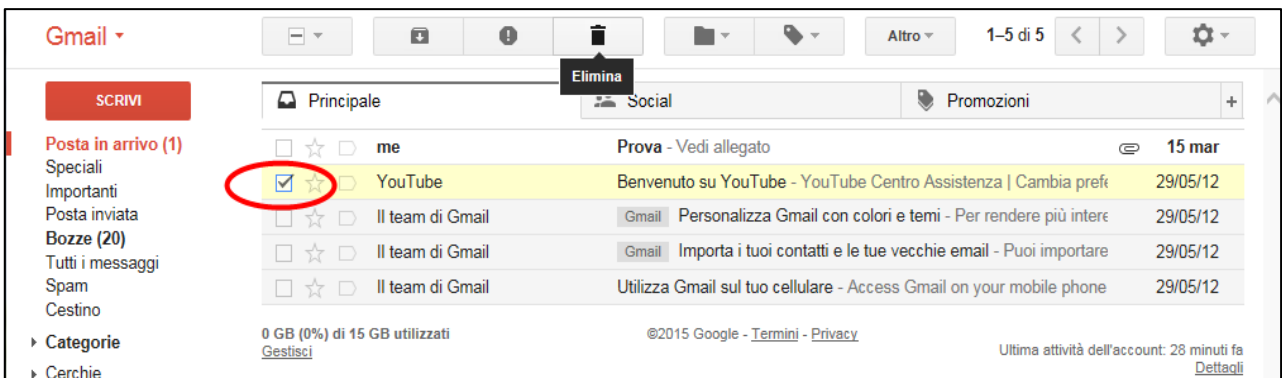 Gmail
Altro
1–5 di 5
Elimina
SCRIVI
Principale
Social
Promozioni
+
Posta in arrivo (1)
Speciali
Importanti
Posta inviata
Bozze (20)
Tutti i messaggi
Spam
Cestino
Categorie
Cerchie
me Prova - Vedi allegato 15 mar
YouTube Benvenuto su YouTube - YouTube Centro Assistenza | Cambia prefe 29/05/12
Il team di Gmail Gmail Personalizza Gmail con colori e temi - Per rendere più intere 29/05/12
Il team di Gmail Gmail Importa i tuoi contatti e le tue vecchie email - Puoi importare 29/05/12
Il team di Gmail Utilizza Gmail sul tuo cellulare - Access Gmail on your mobile phone 29/05/12
0 GB (0%) di 15 GB utilizzati
Gestisci
©2015 Google - Termini - Privacy
Ultima attività dell'account: 28 minuti fa
Dettagli